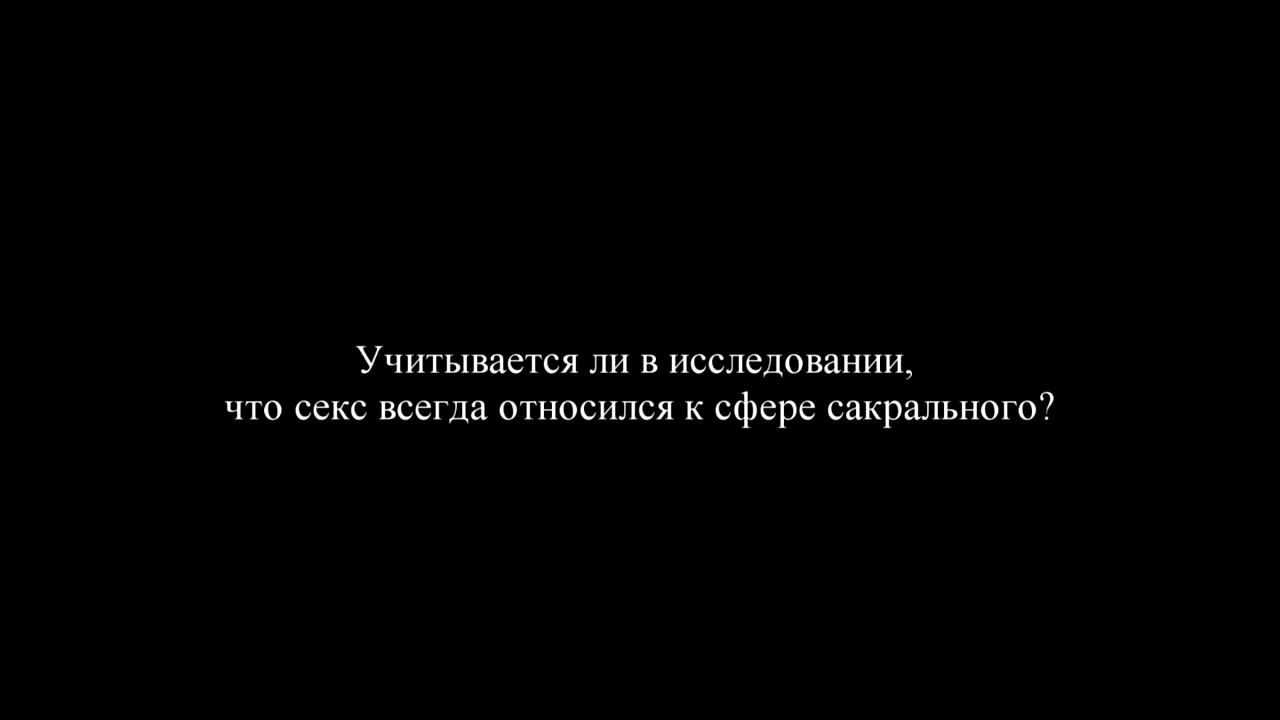 Учитывается ли в исследовании,
что секс всегда относился к сфере сакрального?